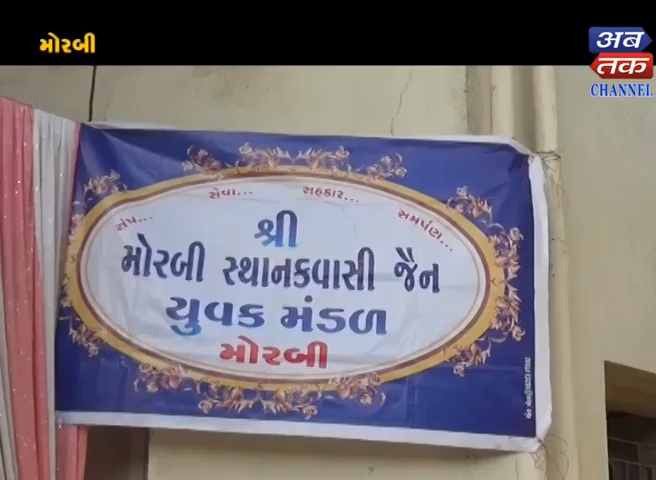 મોરબી
અબ
તક
CHANNEL
સંપ... સેવા... સહકાર... સમર્પણ...
શ્રી
મોરબી સ્થાનકવાસી જૈન
યુવક મંડળ
મોરબી